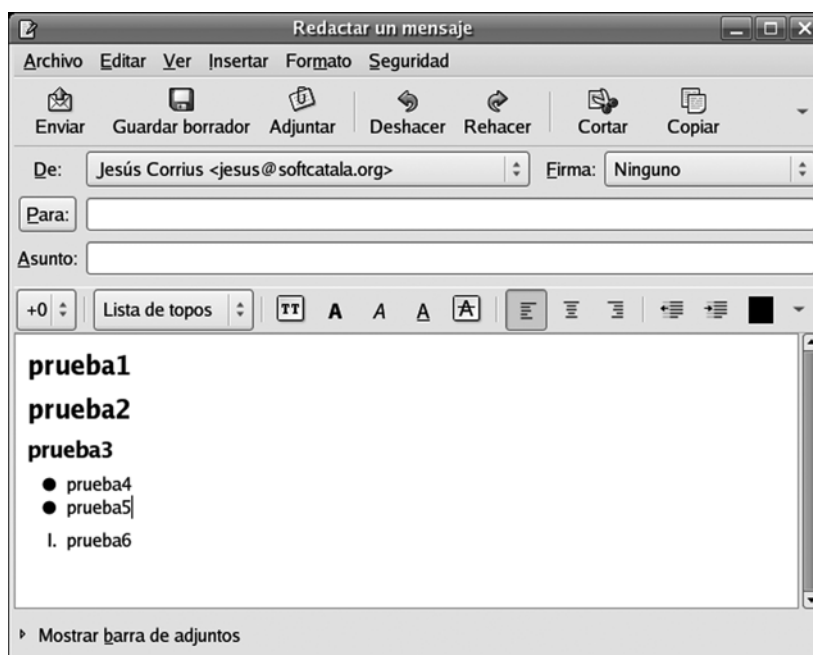 Redactar un mensaje
Archivo Editar Ver Insertar Formato Seguridad
Enviar Guardar borrador Adjuntar Deshacer Rehacer Cortar Copiar
De: Jesús Corrius <jesus@softcatala.org> Firma: Ninguno
Para:
Asunto:
+0 Lista de topos TT A A A A
prueba1
prueba2
prueba3
● prueba4
● prueba5
I. prueba6
Mostrar barra de adjuntos